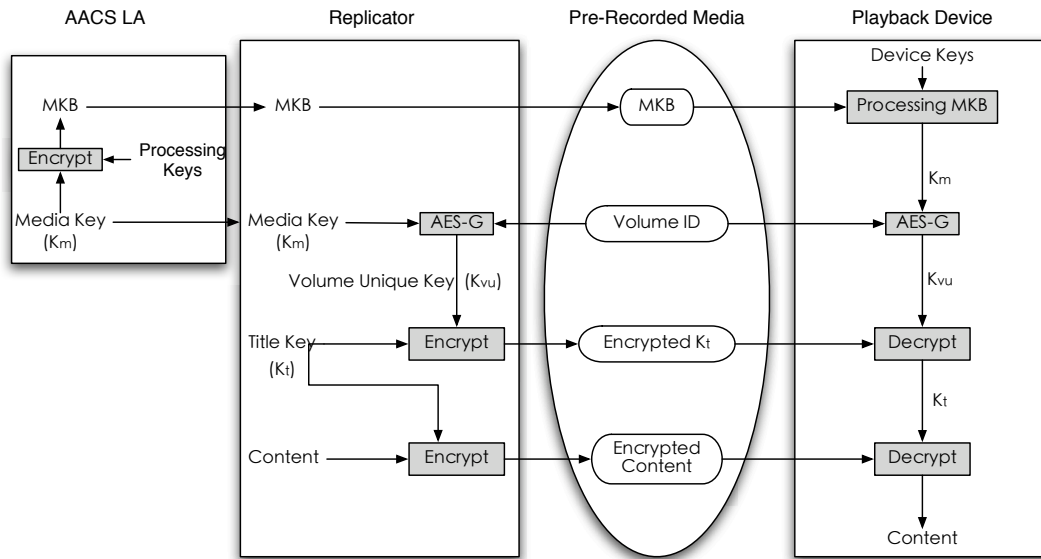 AACS LA
Replicator
Pre-Recorded Media
Playback Device
Device Keys
MKB
MKB
MKB
Processing MKB
Encrypt
Processing
Keys
Km
Media Key
(Km)
Media Key
(Km)
AES-G
Volume ID
AES-G
Volume Unique Key
(Kvu)
Kvu
Title Key
(Kt)
Encrypt
Encrypted Kt
Decrypt
Kt
Content
Encrypt
Encrypted
Content
Decrypt
Content